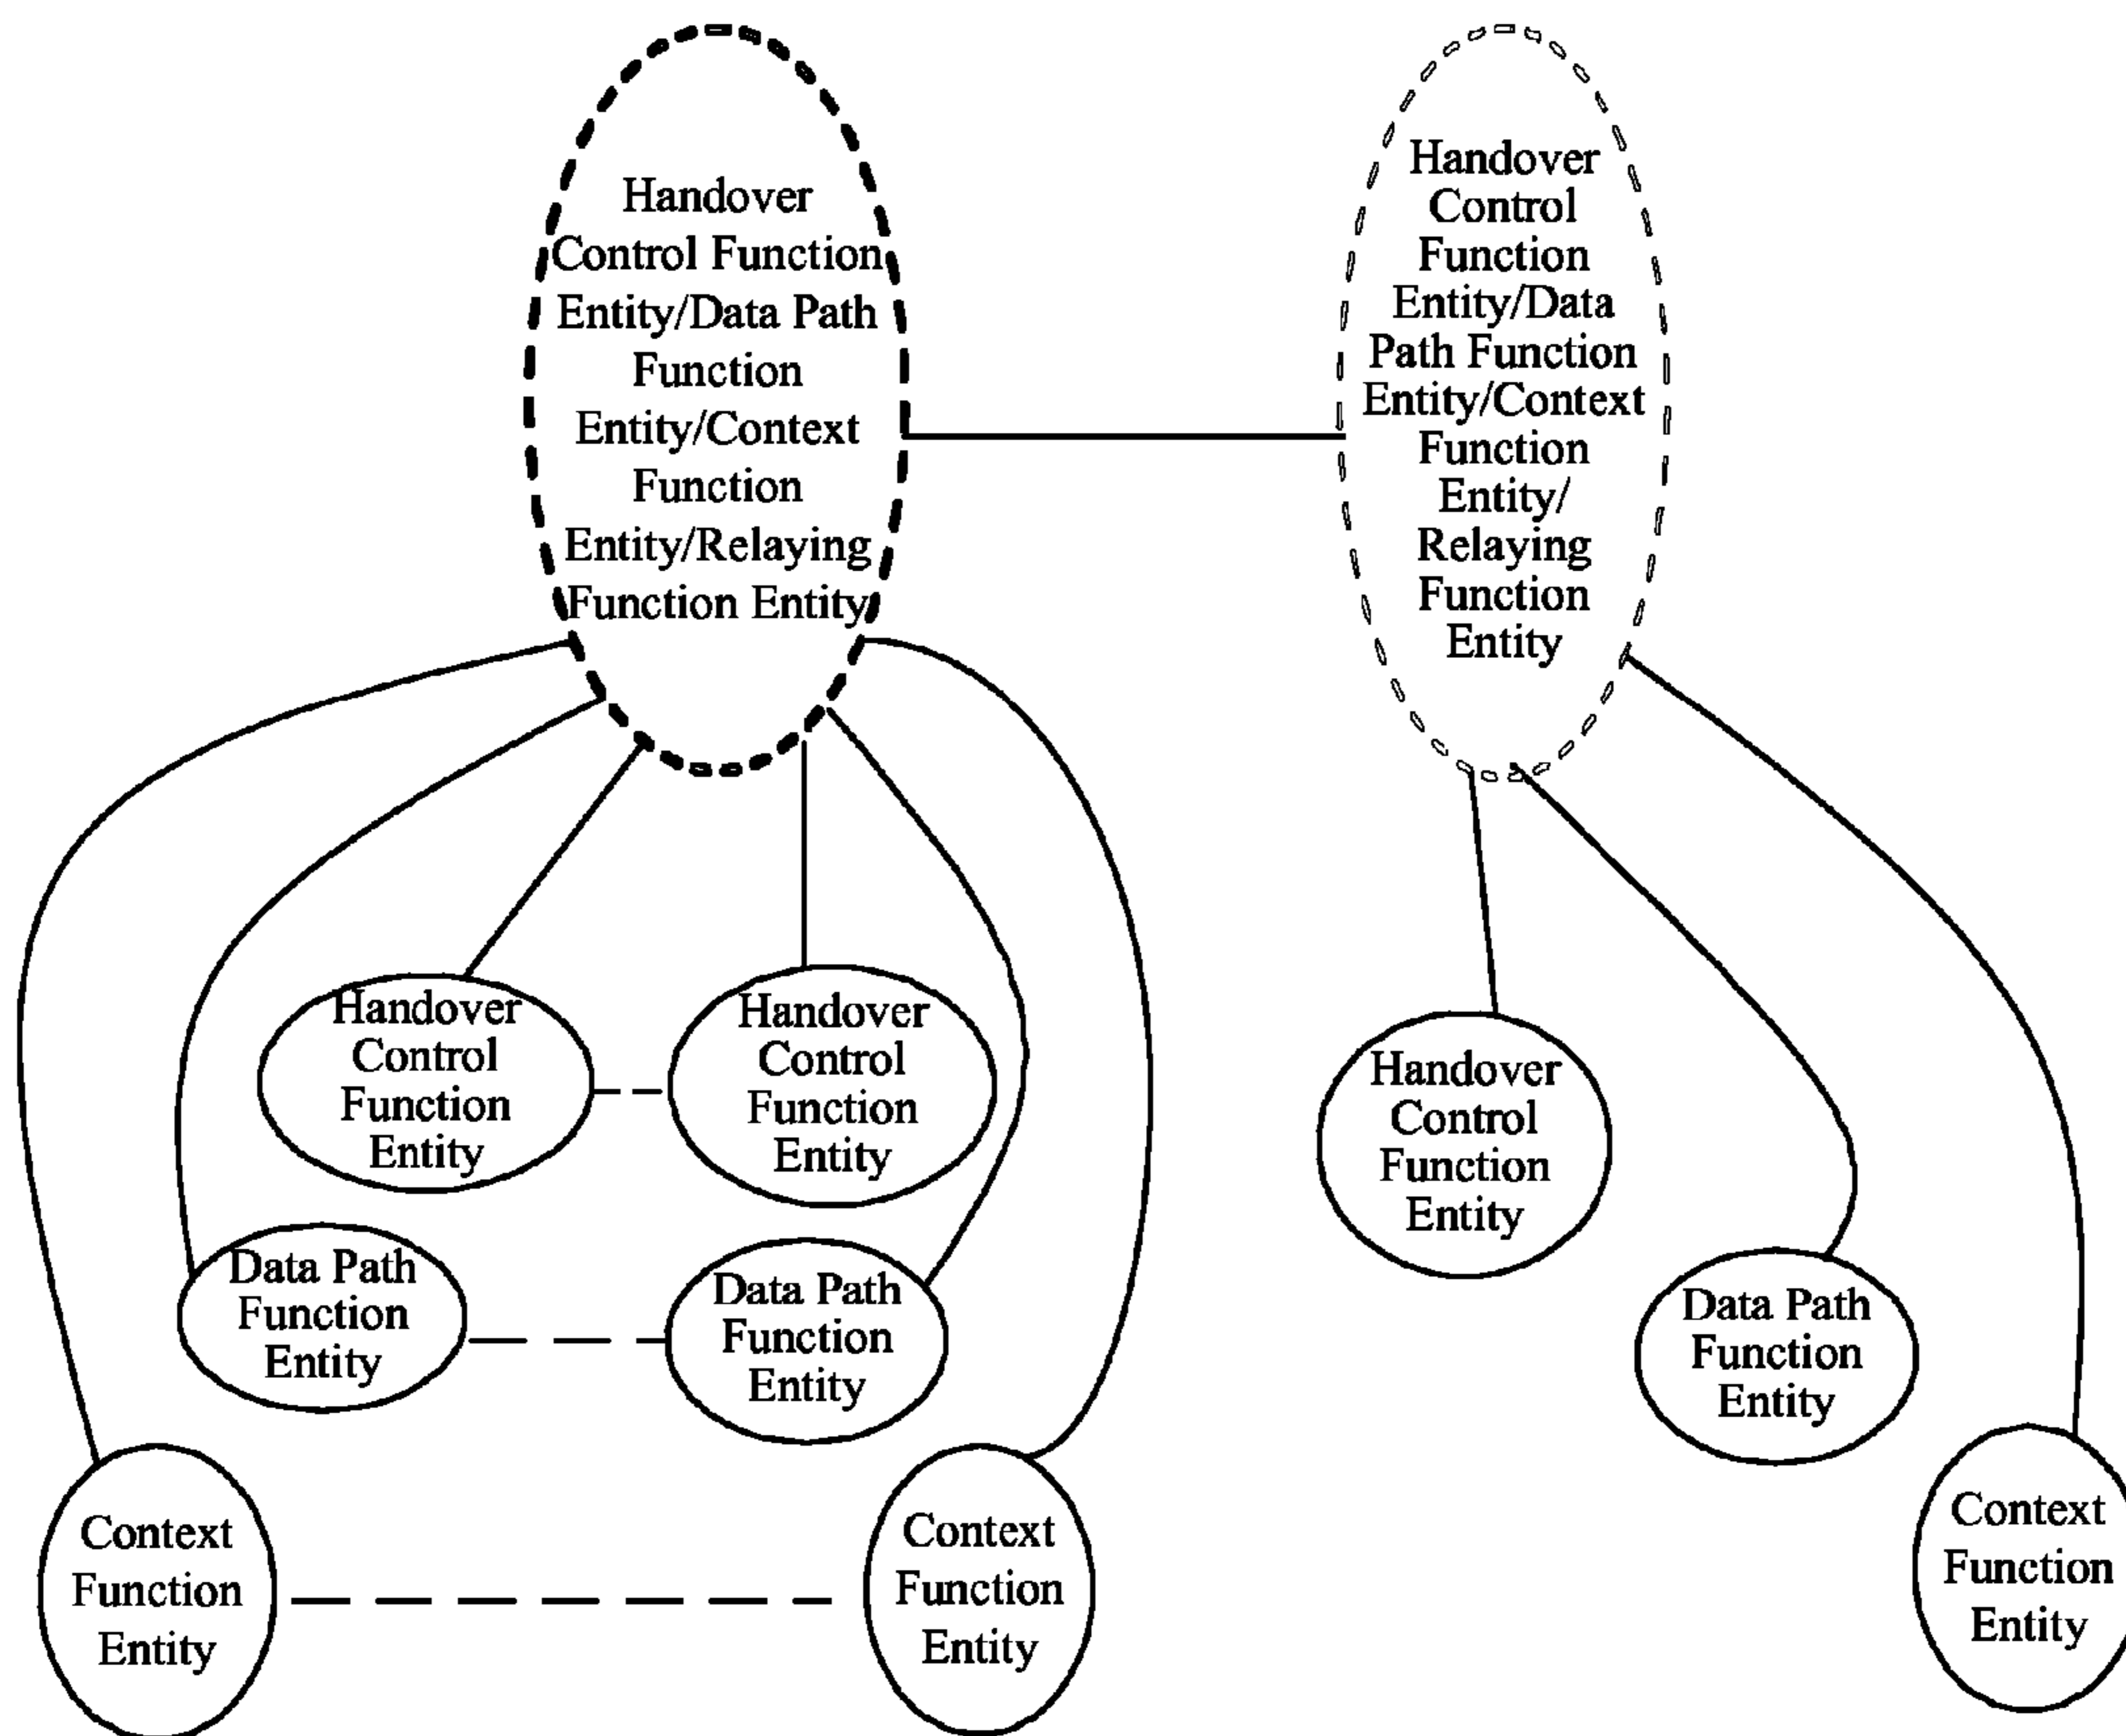 Handover
Control Function
Entity/Data Path
Function
Entity/Context
Function
Entity/Relaying
Function Entity
Handover
Control
Function
Entity/Data
Path Function
Entity/Context
Function
Entity/
Relaying
Function
Entity
Handover
Control
Function
Entity
Handover
Control
Function
Entity
Handover
Control
Function
Entity
Data Path
Function
Entity
Data Path
Function
Entity
Data Path
Function
Entity
Context
Function
Entity
Context
Function
Entity
Context
Function
Entity